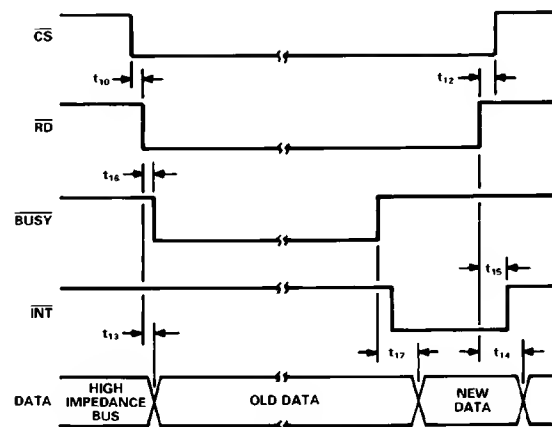 CS
t10
t12
RD
t16
BUSY
t15
INT
t13
t17
t14
DATA
HIGH
IMPEDANCE
BUS
OLD DATA
NEW
DATA